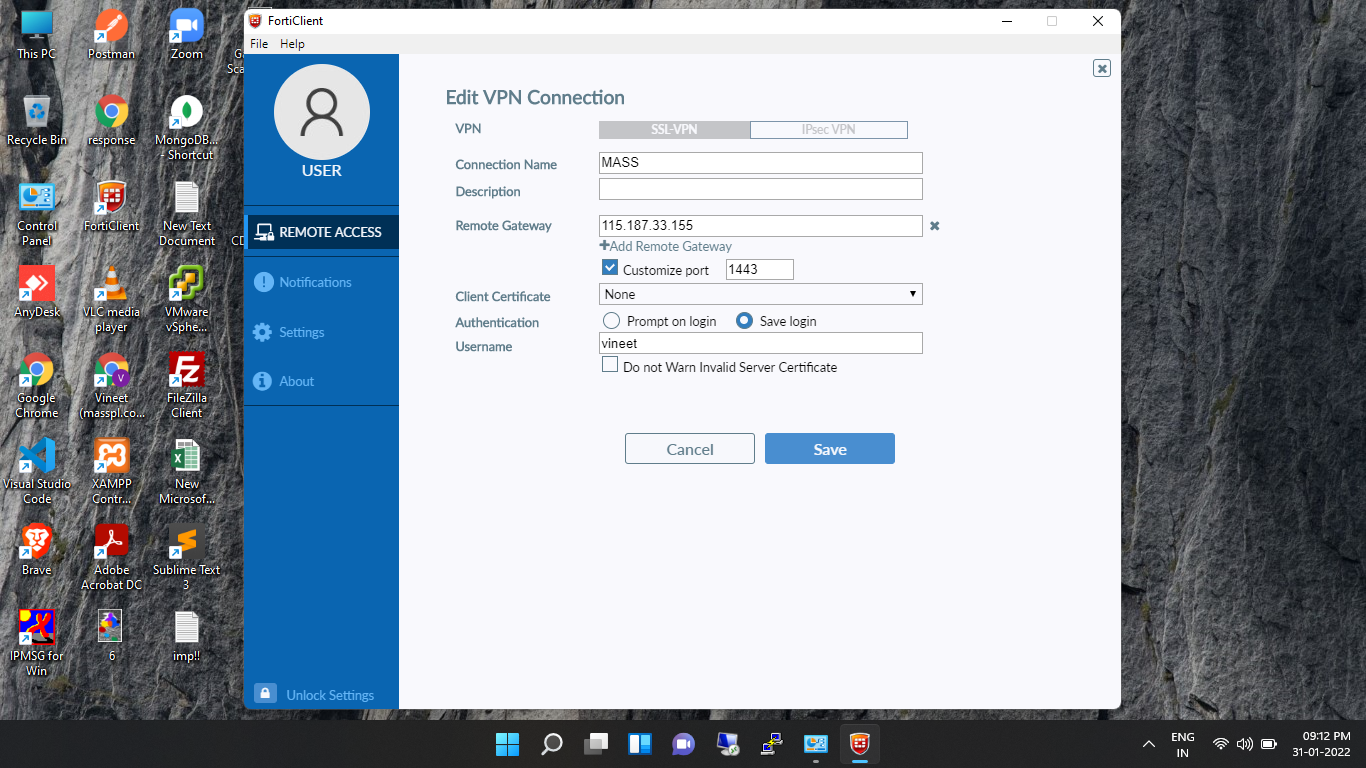 FortiClient
File Help
USER
REMOTE ACCESS
Notifications
Settings
About
Unlock Settings
Edit VPN Connection
VPN SSL-VPN IPsec VPN
Connection Name MASS
Description
Remote Gateway 115.187.33.155
Add Remote Gateway
Customize port 1443
Client Certificate None
Authentication Prompt on login Save login
Username vineet
Do not Warn Invalid Server Certificate
Cancel Save
This PC
Postman
Zoom
Recycle Bin
response
MongoDB...
- Shortcut
Control
Panel
FortiClient
New Text
Document
CD
AnyDesk
VLC media
player
VMware
vSphe...
Google
Chrome
Vineet
(masspl.co...
FileZilla
Client
Visual Studio
Code
XAMPP
Contr...
New
Microsof...
Brave
Adobe
Acrobat DC
Sublime Text
3
IPMSG for
Win
6
imp!!
ENG
IN
09:12 PM
31-01-2022